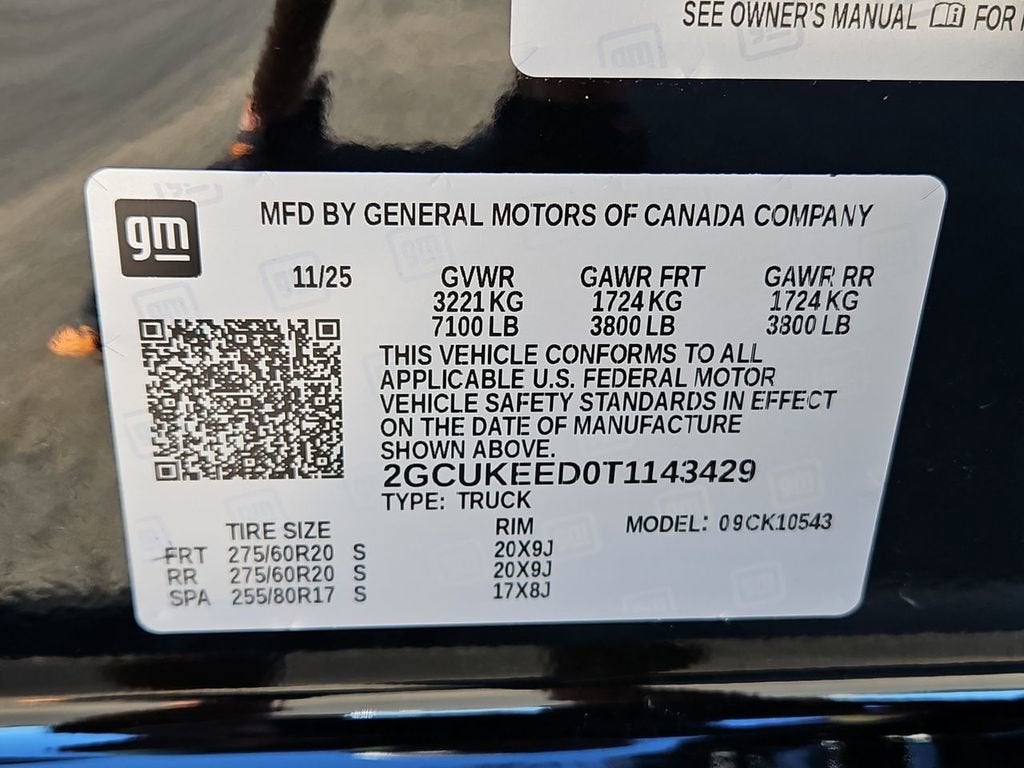 SEE OWNER'S MANUAL FOR
gm
MFD BY GENERAL MOTORS OF CANADA COMPANY
11/25 GVWR GAWR FRT GAWR RR
3221 KG 1724 KG 1724 KG
7100 LB 3800 LB 3800 LB
THIS VEHICLE CONFORMS TO ALL
APPLICABLE U.S. FEDERAL MOTOR
VEHICLE SAFETY STANDARDS IN EFFECT
ON THE DATE OF MANUFACTURE
SHOWN ABOVE.
2GCUKEED0T1143429
TYPE: TRUCK
TIRE SIZE RIM MODEL: 09CK10543
FRT 275/60R20 S 20X9J
RR 275/60R20 S 20X9J
SPA 255/80R17 S 17X8J